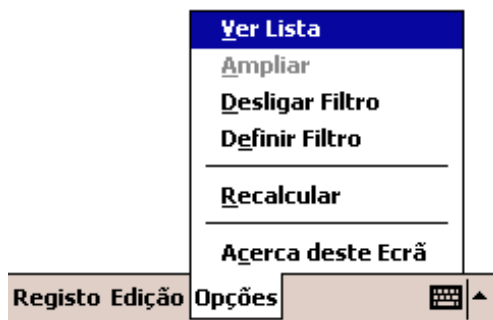 Ver Lista
Ampliar
Desligar Filtro
Definir Filtro
Recalcular
Acerca deste Ecrã
Registo Edição Opções